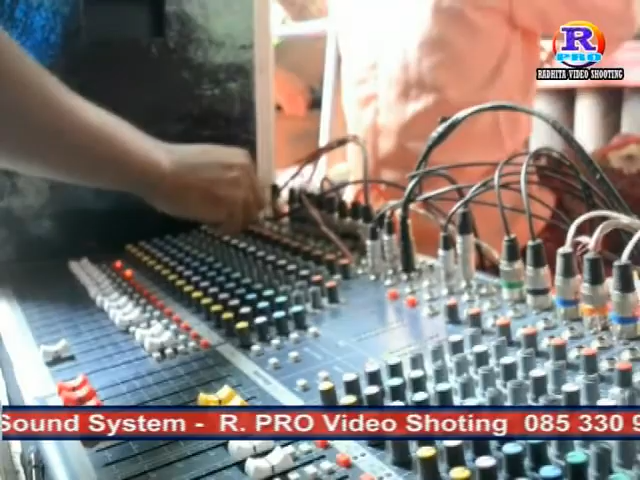 R
PRO
RADHITA VIDEO SHOOTING
Sound System - R. PRO Video Shoting 085 330 9